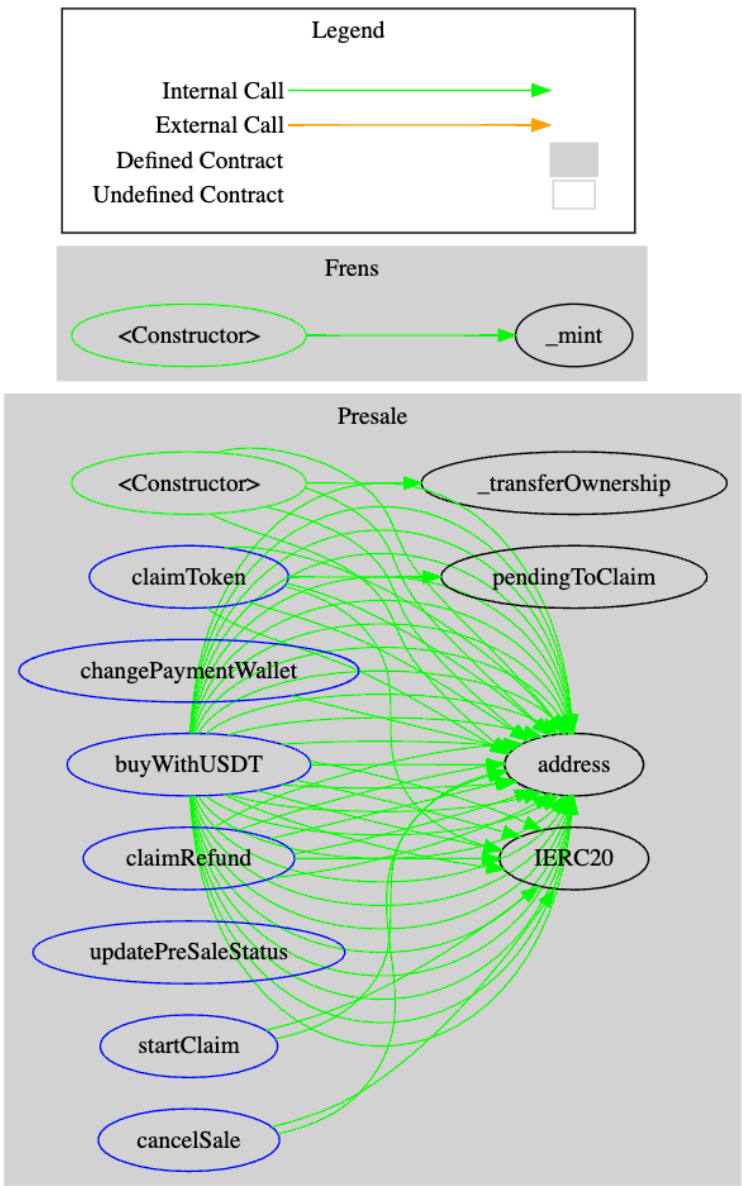 Legend
Internal Call
External Call
Defined Contract
Undefined Contract
Frens
<Constructor>
_mint
Presale
<Constructor>
_transferOwnership
claimToken
pendingToClaim
changePaymentWallet
buyWithUSDT
address
claimRefund
IERC20
updatePreSaleStatus
startClaim
cancelSale